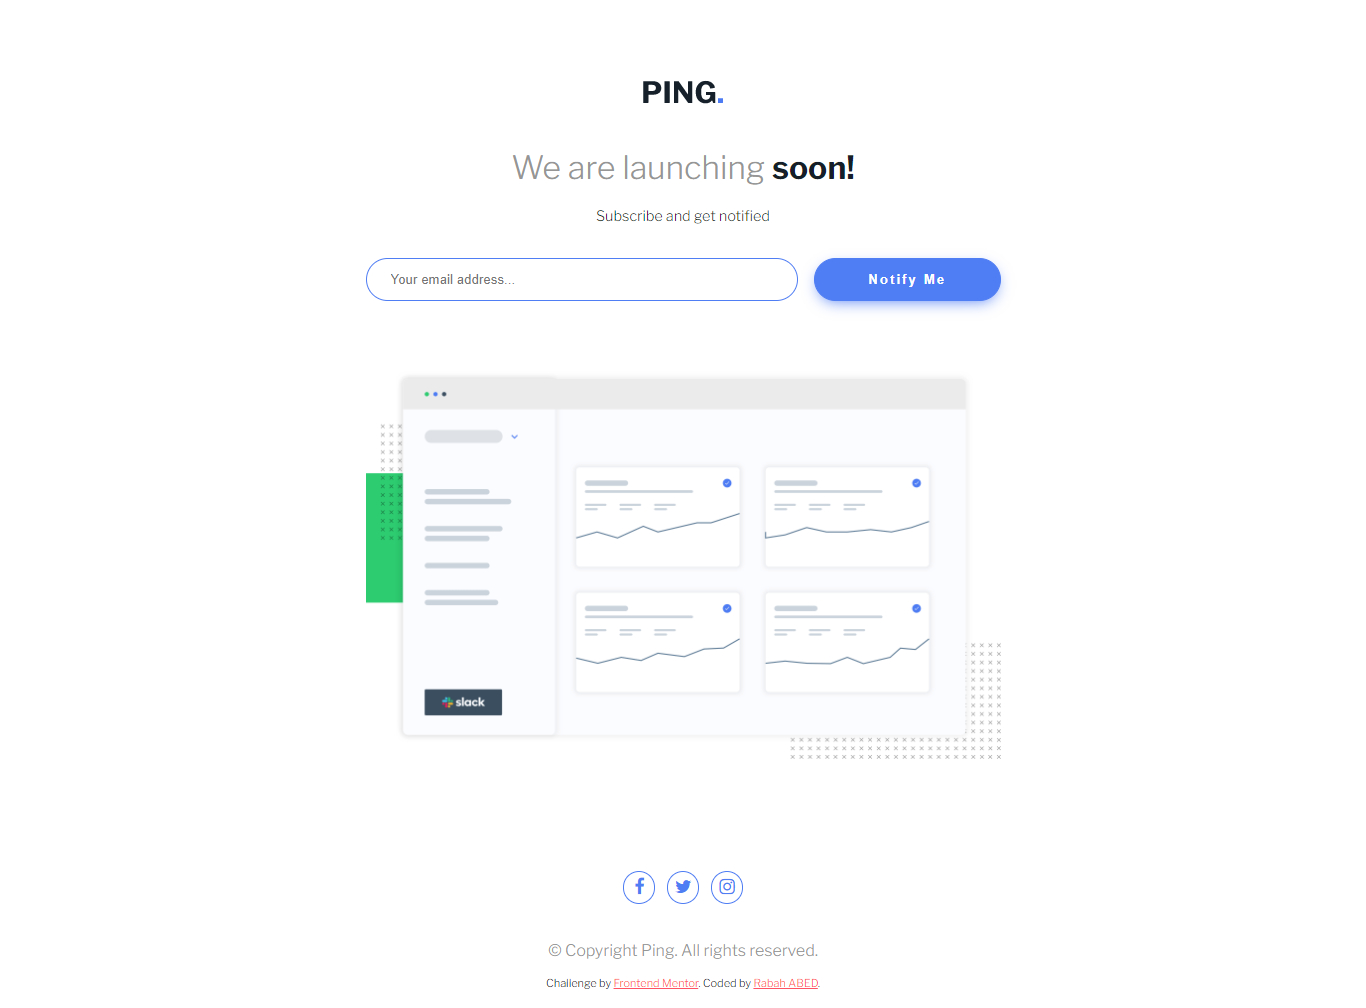 PING.
We are launching soon!
Subscribe and get notified
Your email address...
Notify Me
slack
© Copyright Ping. All rights reserved.
Challenge by Frontend Mentor. Coded by Rabah ABED.